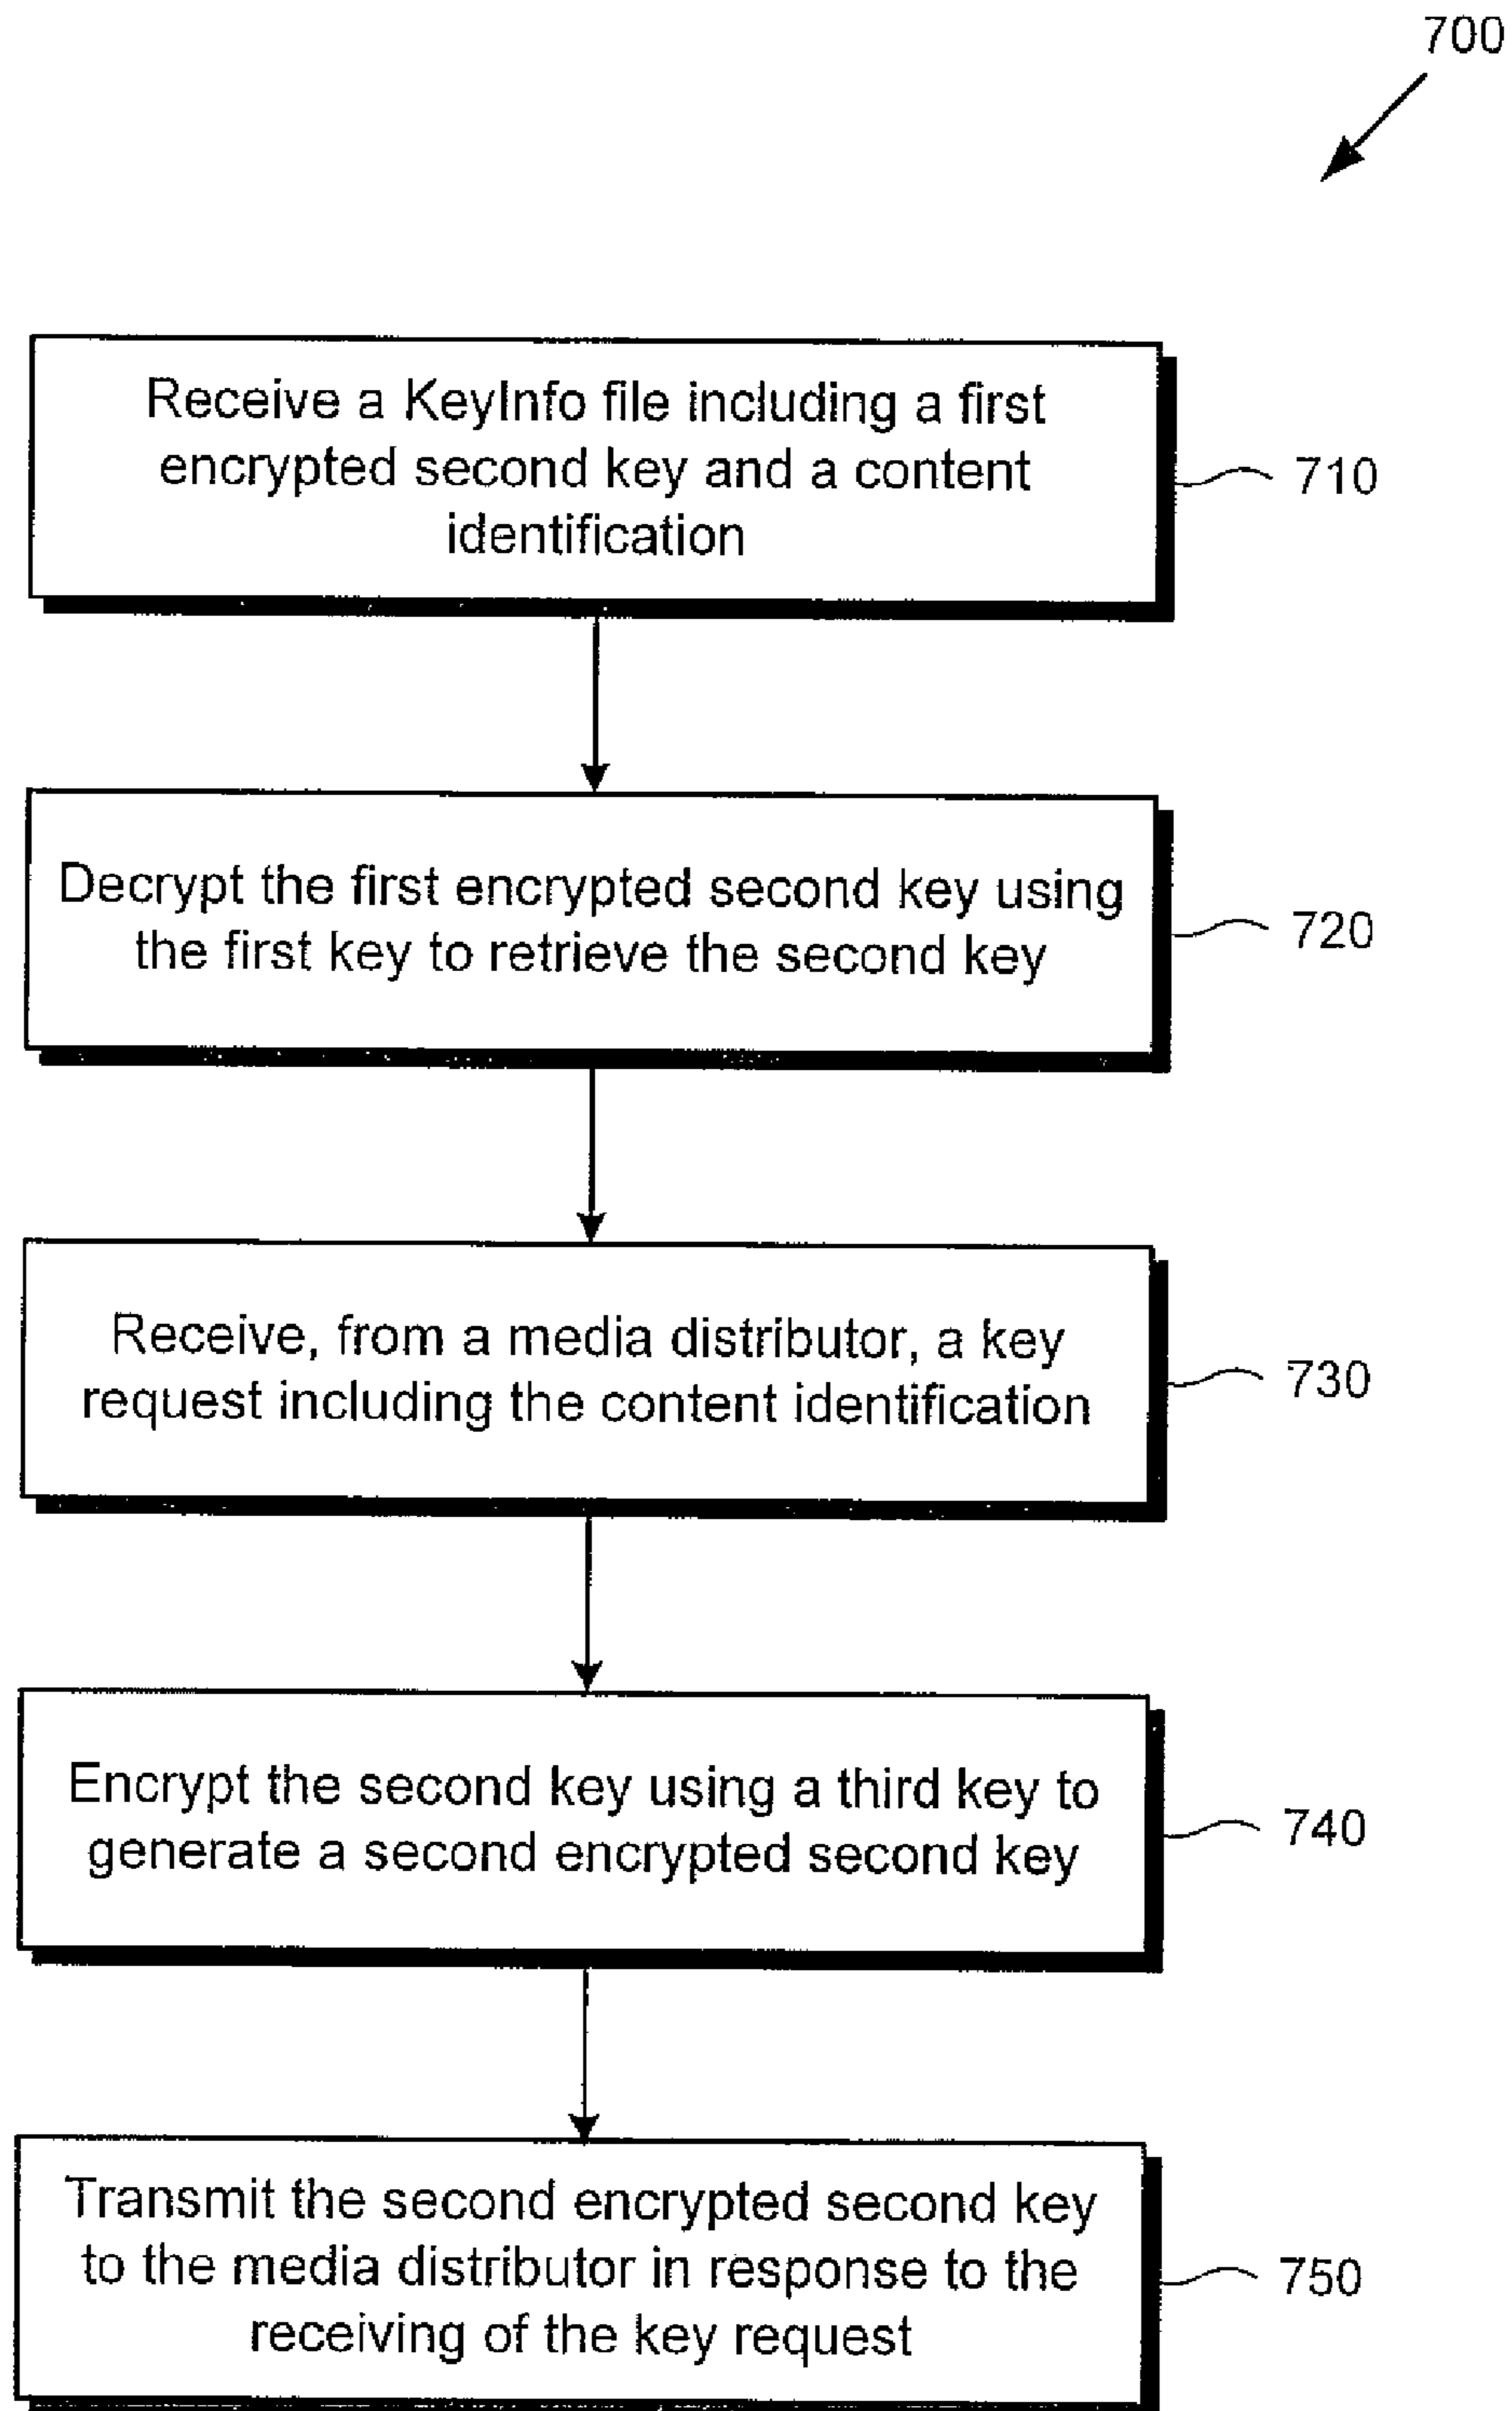 700
Receive a KeyInfo file including a first
encrypted second key and a content
identification
710
Decrypt the first encrypted second key using
the first key to retrieve the second key
720
Receive, from a media distributor, a key
request including the content identification
730
Encrypt the second key using a third key to
generate a second encrypted second key
740
Transmit the second encrypted second key
to the media distributor in response to the
receiving of the key request
750